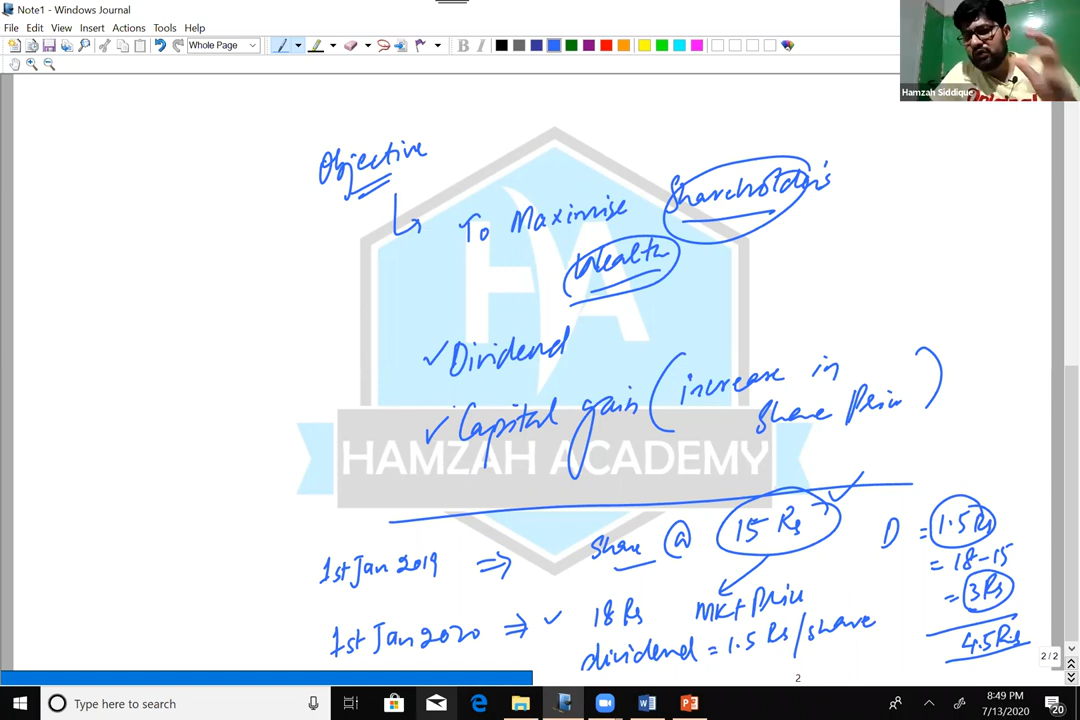 Note1 - Windows Journal
File Edit View Insert Actions Tools Help
Whole Page
B I
Hamzah Siddique
Objective
To Maximise Shareholder's
Wealth
HA
✓ Dividend
✓ Capital gain (increase in
Share Price)
HAMZAH ACADEMY
1st Jan 2019 ⇒ Share @ 15 Rs ✓
MKt Price
1st Jan 2020 ⇒ ✓ 18 Rs
dividend = 1.5 Rs/share
D = 1.5 Rs
= 18-15
= 3 Rs
4.5 Rs
2
2 / 2
Type here to search
8:49 PM
7/13/2020
20